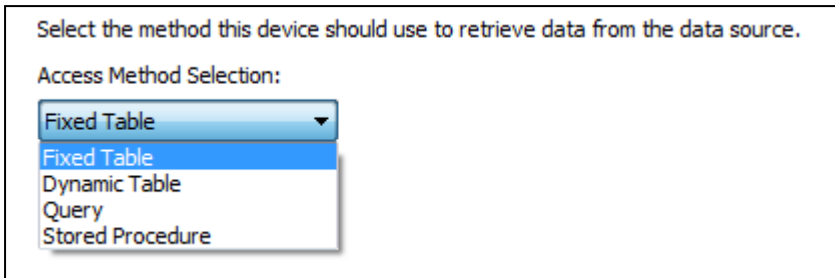 Select the method this device should use to retrieve data from the data source.
Access Method Selection:
Fixed Table
Fixed Table
Dynamic Table
Query
Stored Procedure